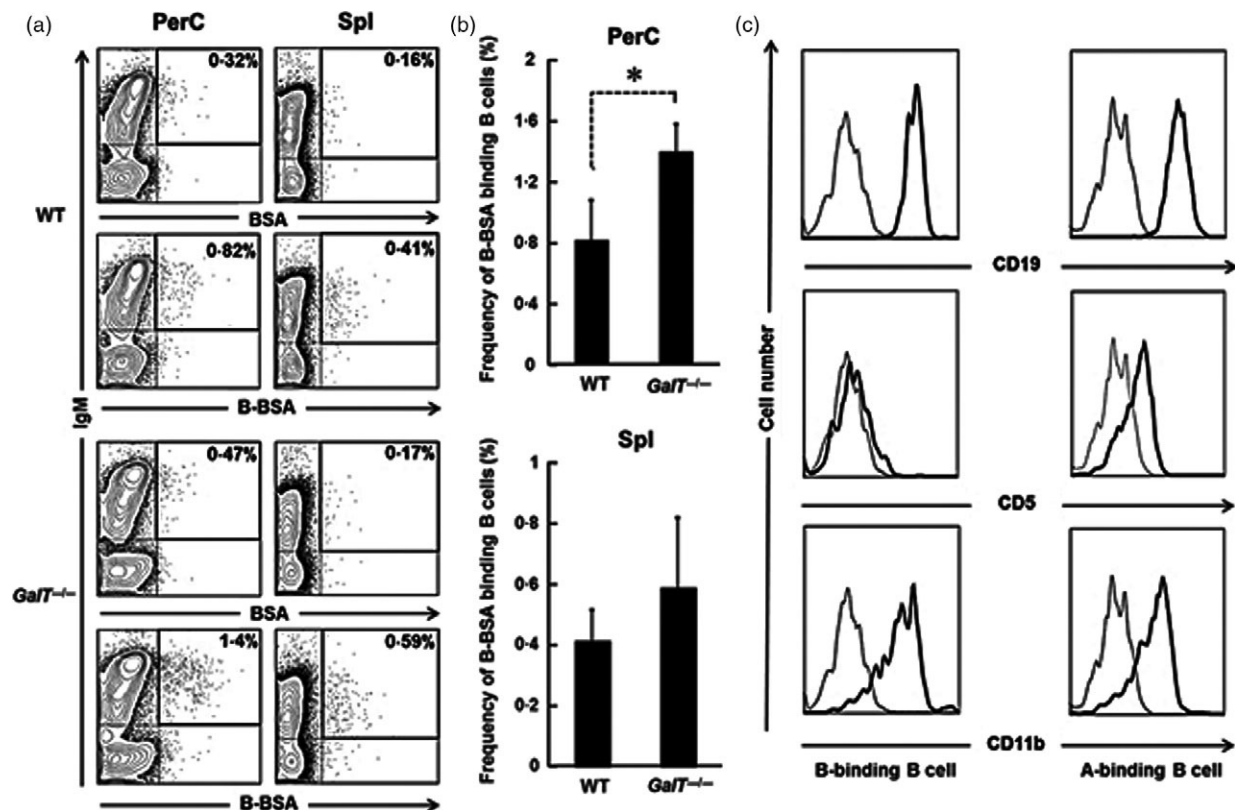 (a)
PerC
Spl
0·32%
0·16%
WT
BSA
0·82%
0·41%
IgM
B-BSA
0·47%
0·17%
GalT–/–
BSA
1·4%
0·59%
B-BSA
(b)
PerC
Frequency of B-BSA binding B cells (%)
2
1·6
1·2
0·8
0·4
0
*
WT
GalT–/–
Spl
Frequency of B-BSA binding B cells (%)
1
0·8
0·6
0·4
0·2
0
WT
GalT–/–
(c)
Cell number
CD19
CD5
CD11b
B-binding B cell
A-binding B cell